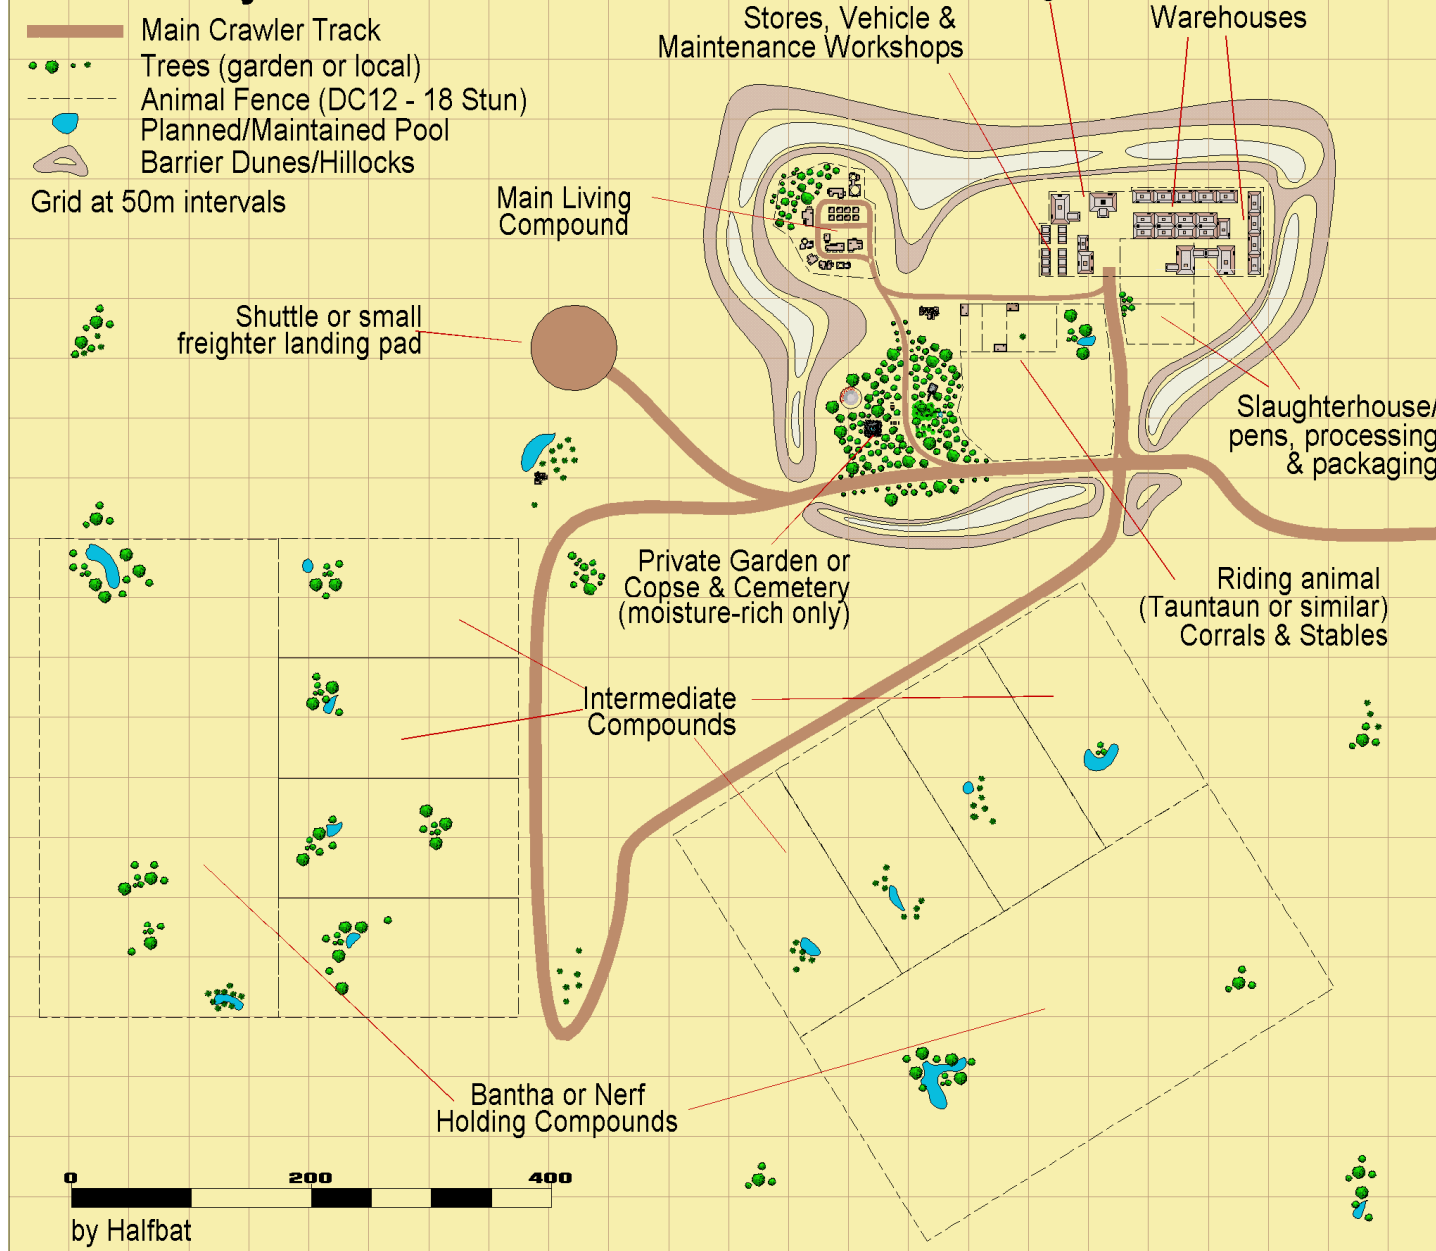 Main Crawler Track
Trees (garden or local)
Animal Fence (DC12 - 18 Stun)
Planned/Maintained Pool
Barrier Dunes/Hillocks
Grid at 50m intervals
Stores, Vehicle &
Maintenance Workshops
Warehouses
Main Living
Compound
Shuttle or small
freighter landing pad
Slaughterhouse/
pens, processing
& packaging
Private Garden or
Copse & Cemetery
(moisture-rich only)
Riding animal
(Tauntaun or similar)
Corrals & Stables
Intermediate
Compounds
Bantha or Nerf
Holding Compounds
0 200 400
by Halfbat